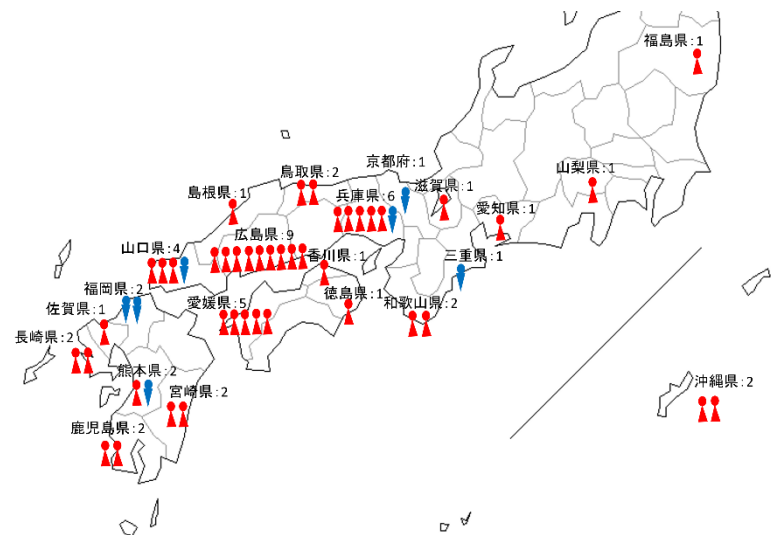 福島県:1
山梨県:1
京都府:1
鳥取県:2
滋賀県:1
島根県:1
兵庫県:6
愛知県:1
広島県:9
山口県:4
香川県:1
三重県:1
福岡県:2
徳島県:1
愛媛県:5
和歌山県:2
佐賀県:1
長崎県:2
熊本県:2
沖縄県:2
宮崎県:2
鹿児島県:2